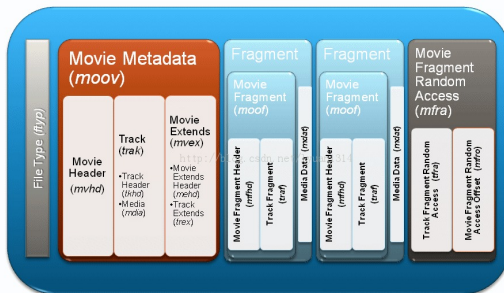 File Type (ftyp)
Movie Metadata
(moov)
Movie
Header
(mvhd)
Track
(trak)
•Track
Header
(tkhd)
•Media
(mdia)
Movie
Extends
(mvex)
•Movie
Extends
Header
(mehd)
•Track
Extends
(trex)
Fragment
Movie
Fragment
(moof)
Movie Fragment Header
(mfhd)
Track Fragment
(traf)
Media Data (mdat)
Fragment
Movie
Fragment
(moof)
Movie Fragment Header
(mfhd)
Track Fragment
(traf)
Media Data (mdat)
Movie
Fragment
Random
Access
(mfra)
Track Fragment Random
Access (tfra)
Movie Fragment Random
Access Offset (mfro)